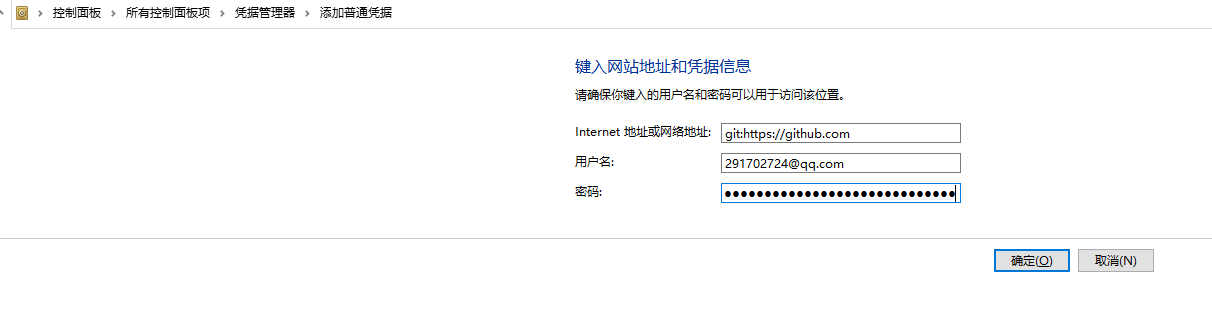 控制面板 > 所有控制面板项 > 凭据管理器 > 添加普通凭据
键入网站地址和凭据信息
请确保你键入的用户名和密码可以用于访问该位置。
Internet 地址或网络地址: git:https://github.com
用户名: 291702724@qq.com
密码: ●●●●●●●●●●●●●●●●●●●●●●●●●●●●●
确定(O) 取消(N)